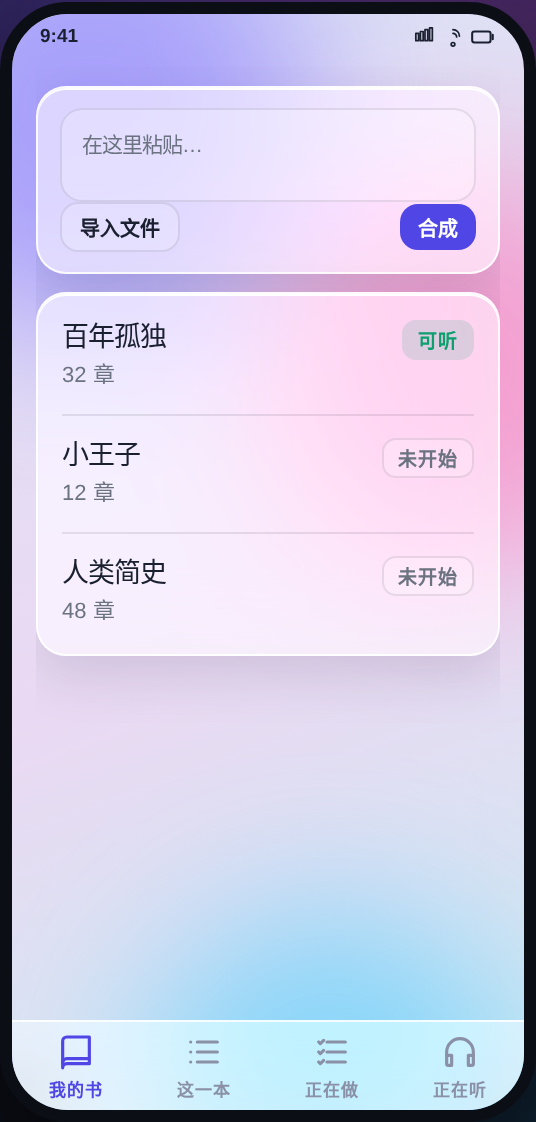 9:41
在这里粘贴…
导入文件
合成
百年孤独
可听
32 章
小王子
未开始
12 章
人类简史
未开始
48 章
我的书
这一本
正在做
正在听